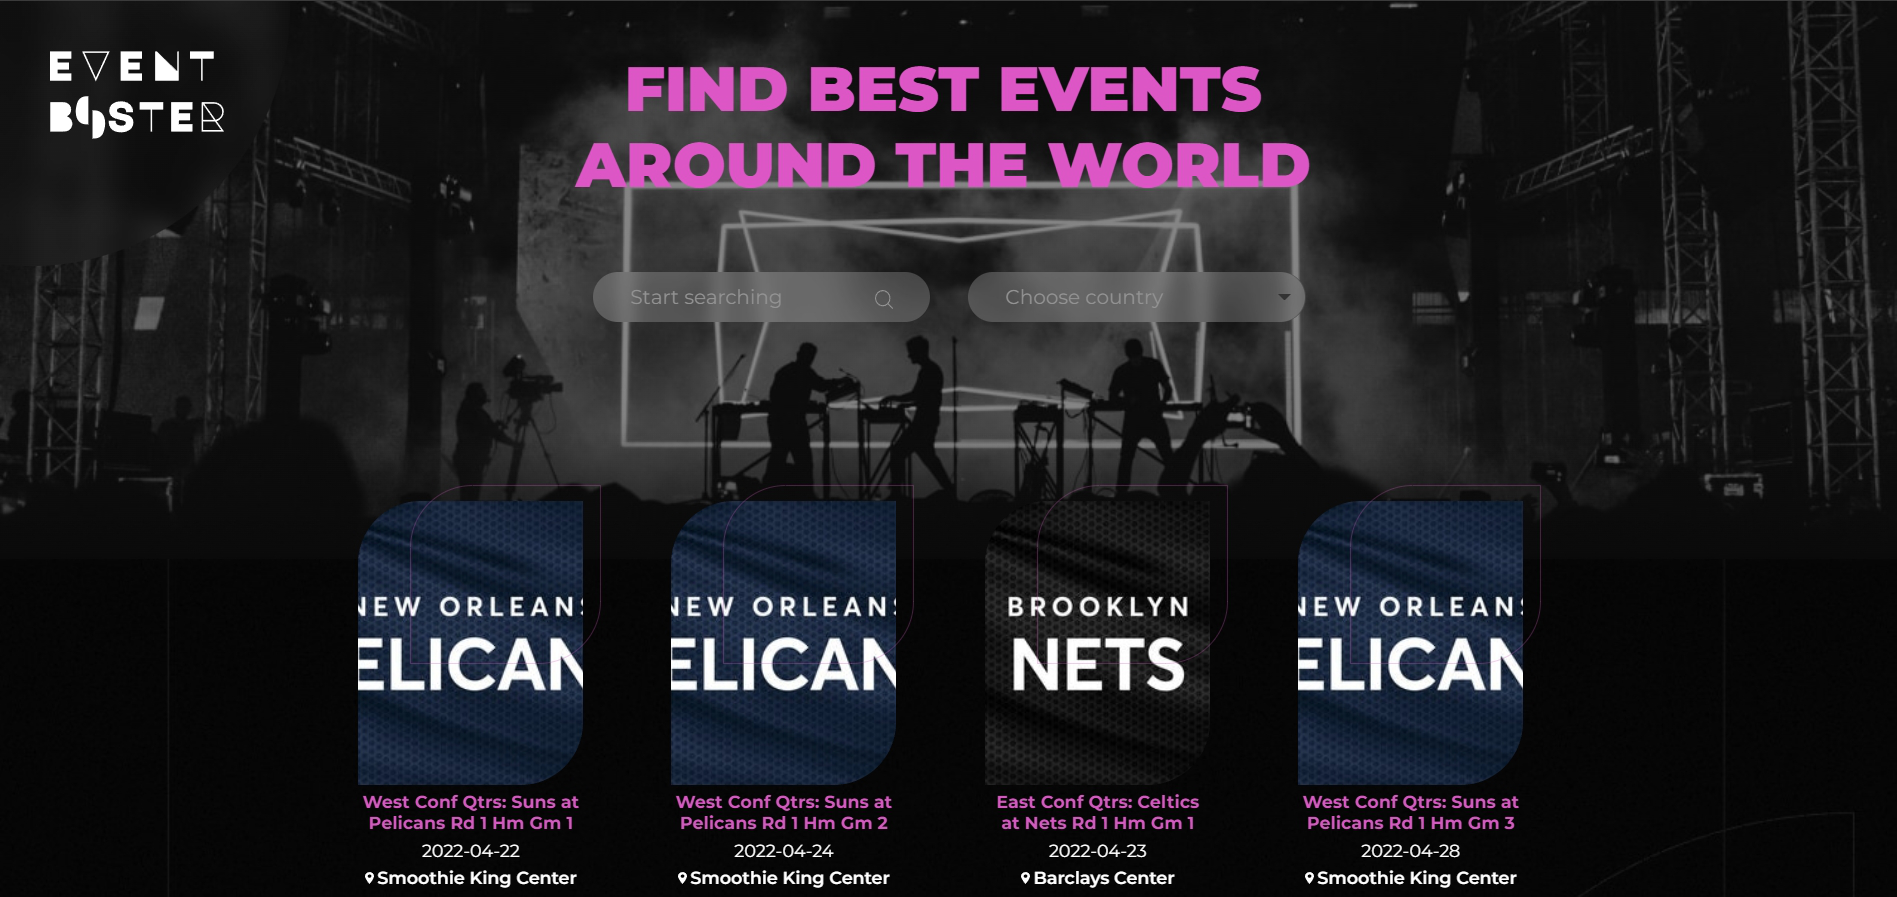 EVENT
BOOSTER
FIND BEST EVENTS
AROUND THE WORLD
Start searching
Choose country
NEW ORLEANS
ELICAN
NEW ORLEANS
ELICAN
BROOKLYN
NETS
NEW ORLEANS
ELICAN
West Conf Qtrs: Suns at
Pelicans Rd 1 Hm Gm 1
2022-04-22
Smoothie King Center
West Conf Qtrs: Suns at
Pelicans Rd 1 Hm Gm 2
2022-04-24
Smoothie King Center
East Conf Qtrs: Celtics
at Nets Rd 1 Hm Gm 1
2022-04-23
Barclays Center
West Conf Qtrs: Suns at
Pelicans Rd 1 Hm Gm 3
2022-04-28
Smoothie King Center